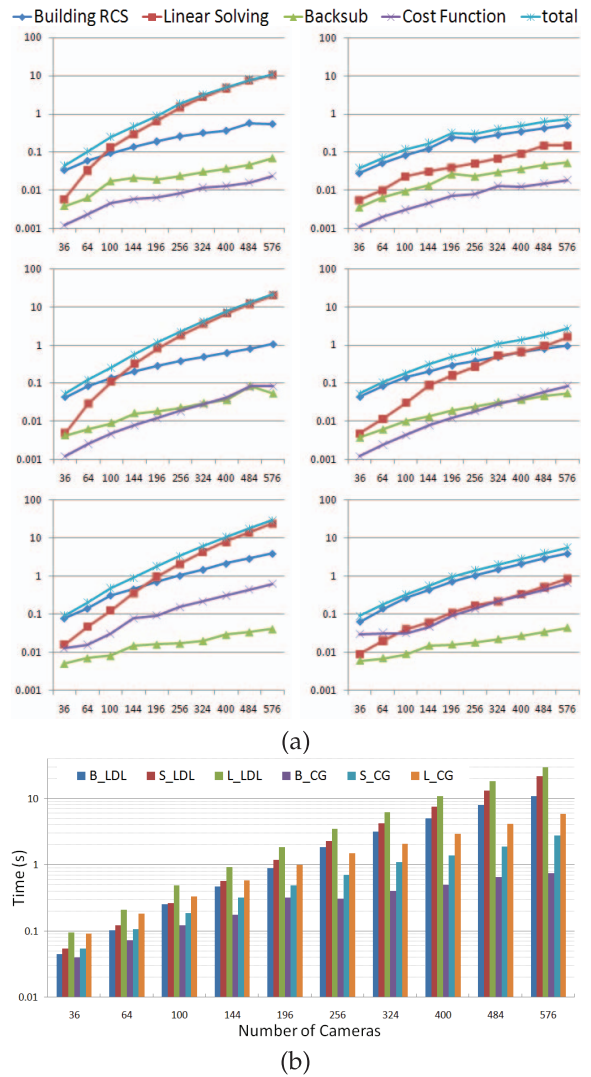 Building RCS Linear Solving Backsub Cost Function total
100 100
10 10
1 1
0.1 0.1
0.01 0.01
0.001 0.001
36 64 100 144 196 256 324 400 484 576 36 64 100 144 196 256 324 400 484 576
100 100
10 10
1 1
0.1 0.1
0.01 0.01
0.001 0.001
36 64 100 144 196 256 324 400 484 576 36 64 100 144 196 256 324 400 484 576
100 100
10 10
1 1
0.1 0.1
0.01 0.01
0.001 0.001
36 64 100 144 196 256 324 400 484 576 36 64 100 144 196 256 324 400 484 576
(a)
B_LDL S_LDL L_LDL B_CG S_CG L_CG
10
1
0.1
0.01
Time (s)
36 64 100 144 196 256 324 400 484 576
Number of Cameras
(b)